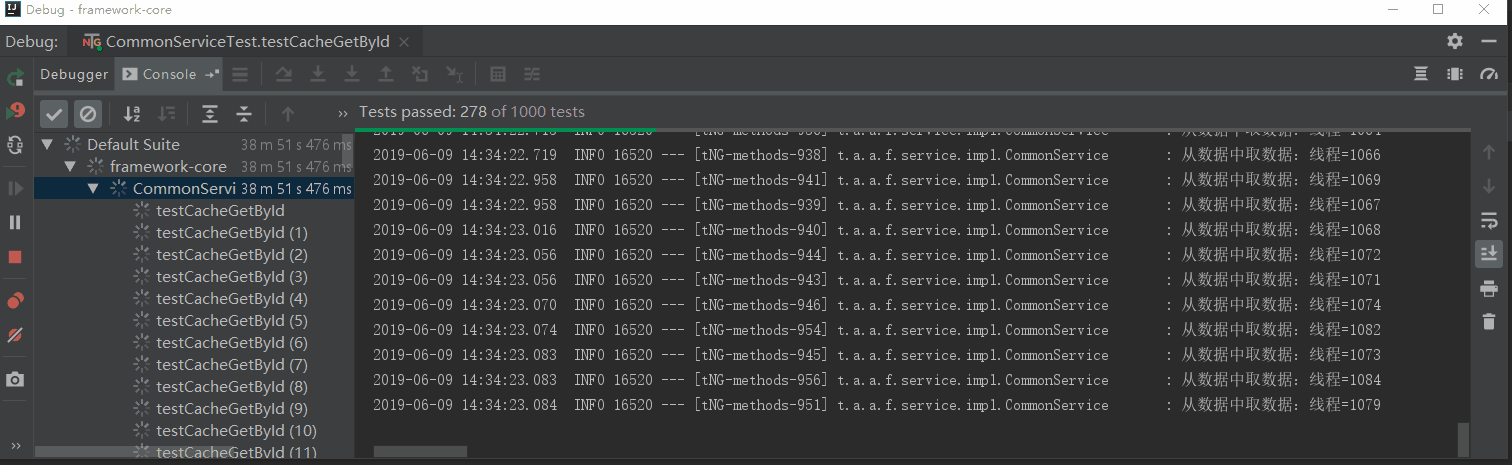 Debug - framework-core
Debug: CommonServiceTest.testCacheGetById
Debugger Console
Tests passed: 278 of 1000 tests
Default Suite 38 m 51 s 476 ms
framework-core 38 m 51 s 476 ms
CommonServi 38 m 51 s 476 ms
testCacheGetById
testCacheGetById (1)
testCacheGetById (2)
testCacheGetById (3)
testCacheGetById (4)
testCacheGetById (5)
testCacheGetById (6)
testCacheGetById (7)
testCacheGetById (8)
testCacheGetById (9)
testCacheGetById (10)
testCacheGetById (11)
2019-06-09 14:34:22.719 INFO 16520 --- [tNG-methods-938] t.a.a.f.service.impl.CommonService : 从数据中取数据：线程=1066
2019-06-09 14:34:22.958 INFO 16520 --- [tNG-methods-941] t.a.a.f.service.impl.CommonService : 从数据中取数据：线程=1069
2019-06-09 14:34:22.958 INFO 16520 --- [tNG-methods-939] t.a.a.f.service.impl.CommonService : 从数据中取数据：线程=1067
2019-06-09 14:34:23.016 INFO 16520 --- [tNG-methods-940] t.a.a.f.service.impl.CommonService : 从数据中取数据：线程=1068
2019-06-09 14:34:23.056 INFO 16520 --- [tNG-methods-944] t.a.a.f.service.impl.CommonService : 从数据中取数据：线程=1072
2019-06-09 14:34:23.056 INFO 16520 --- [tNG-methods-943] t.a.a.f.service.impl.CommonService : 从数据中取数据：线程=1071
2019-06-09 14:34:23.070 INFO 16520 --- [tNG-methods-946] t.a.a.f.service.impl.CommonService : 从数据中取数据：线程=1074
2019-06-09 14:34:23.074 INFO 16520 --- [tNG-methods-954] t.a.a.f.service.impl.CommonService : 从数据中取数据：线程=1082
2019-06-09 14:34:23.083 INFO 16520 --- [tNG-methods-945] t.a.a.f.service.impl.CommonService : 从数据中取数据：线程=1073
2019-06-09 14:34:23.083 INFO 16520 --- [tNG-methods-956] t.a.a.f.service.impl.CommonService : 从数据中取数据：线程=1084
2019-06-09 14:34:23.084 INFO 16520 --- [tNG-methods-951] t.a.a.f.service.impl.CommonService : 从数据中取数据：线程=1079